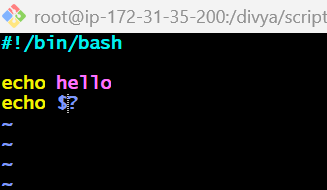 root@ip-172-31-35-200:/divya/script
#!/bin/bash
echo hello
echo $?
~
~
~
~